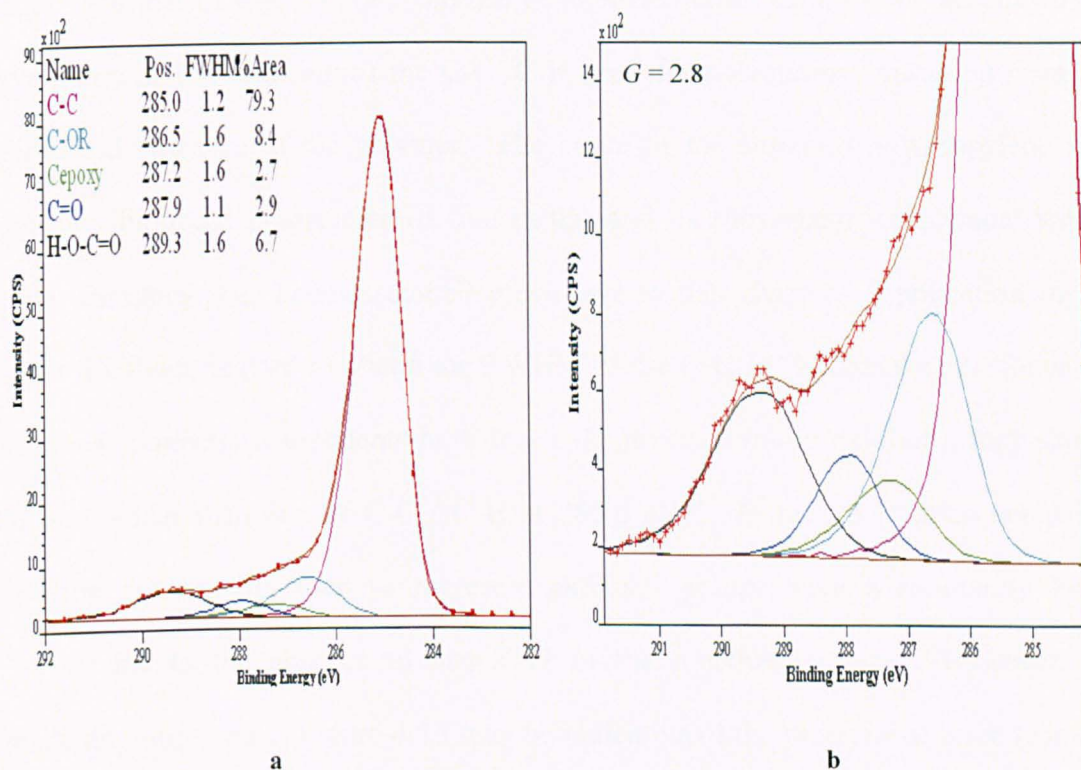 x10²
90
80
70
60
50
40
30
20
10
0
Intensity (CPS)
Name Pos. FWHM %Area
C-C 285.0 1.2 79.3
C-OR 286.5 1.6 8.4
Cepoxy 287.2 1.6 2.7
C=O 287.9 1.1 2.9
H-O-C=O 289.3 1.6 6.7
292 290 288 286 284 232
Binding Energy (eV)
a
x10²
14
12
10
8
6
4
2
Intensity (CPS)
G = 2.8
291 290 289 288 287 286 285
Binding Energy (eV)
b